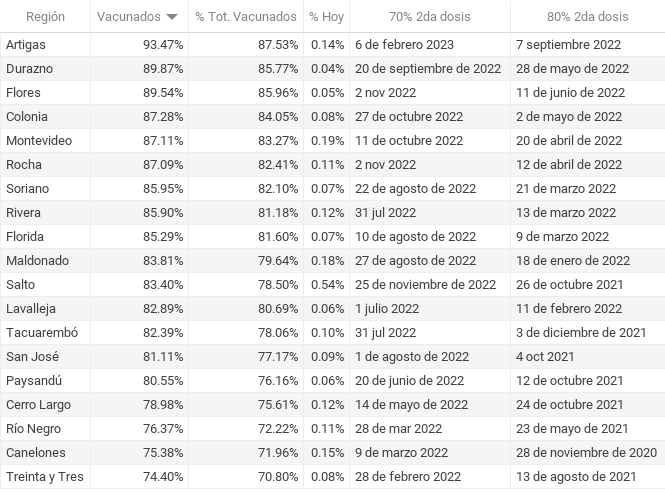 Región Vacunados % Tot. Vacunados % Hoy 70% 2da dosis 80% 2da dosis
Artigas 93.47% 87.53% 0.14% 6 de febrero 2023 7 septiembre 2022
Durazno 89.87% 85.77% 0.04% 20 de septiembre de 2022 28 de mayo de 2022
Flores 89.54% 85.96% 0.05% 2 nov 2022 11 de junio de 2022
Colonia 87.28% 84.05% 0.08% 27 de octubre de 2022 2 de mayo de 2022
Montevideo 87.11% 83.27% 0.19% 11 de octubre de 2022 20 de abril de 2022
Rocha 87.09% 82.41% 0.11% 2 nov 2022 12 de abril de 2022
Soriano 85.95% 82.10% 0.07% 22 de agosto de 2022 21 de marzo 2022
Rivera 85.90% 81.18% 0.12% 31 jul 2022 13 de marzo 2022
Florida 85.29% 81.60% 0.07% 10 de agosto de 2022 9 de marzo 2022
Maldonado 83.81% 79.64% 0.18% 27 de agosto de 2022 18 de enero de 2022
Salto 83.40% 78.50% 0.54% 25 de noviembre de 2022 26 de octubre 2021
Lavalleja 82.89% 80.69% 0.06% 1 julio 2022 11 de febrero 2022
Tacuarembó 82.39% 78.06% 0.10% 31 jul 2022 3 de diciembre de 2021
San José 81.11% 77.17% 0.09% 1 de agosto de 2022 4 oct 2021
Paysandú 80.55% 76.16% 0.06% 20 de junio de 2022 12 de octubre 2021
Cerro Largo 78.98% 75.61% 0.12% 14 de mayo de 2022 24 de octubre 2021
Río Negro 76.37% 72.22% 0.11% 28 de mar 2022 23 de mayo de 2021
Canelones 75.38% 71.96% 0.15% 9 de marzo 2022 28 de noviembre de 2020
Treinta y Tres 74.40% 70.80% 0.08% 28 de febrero 2022 13 de agosto de 2021